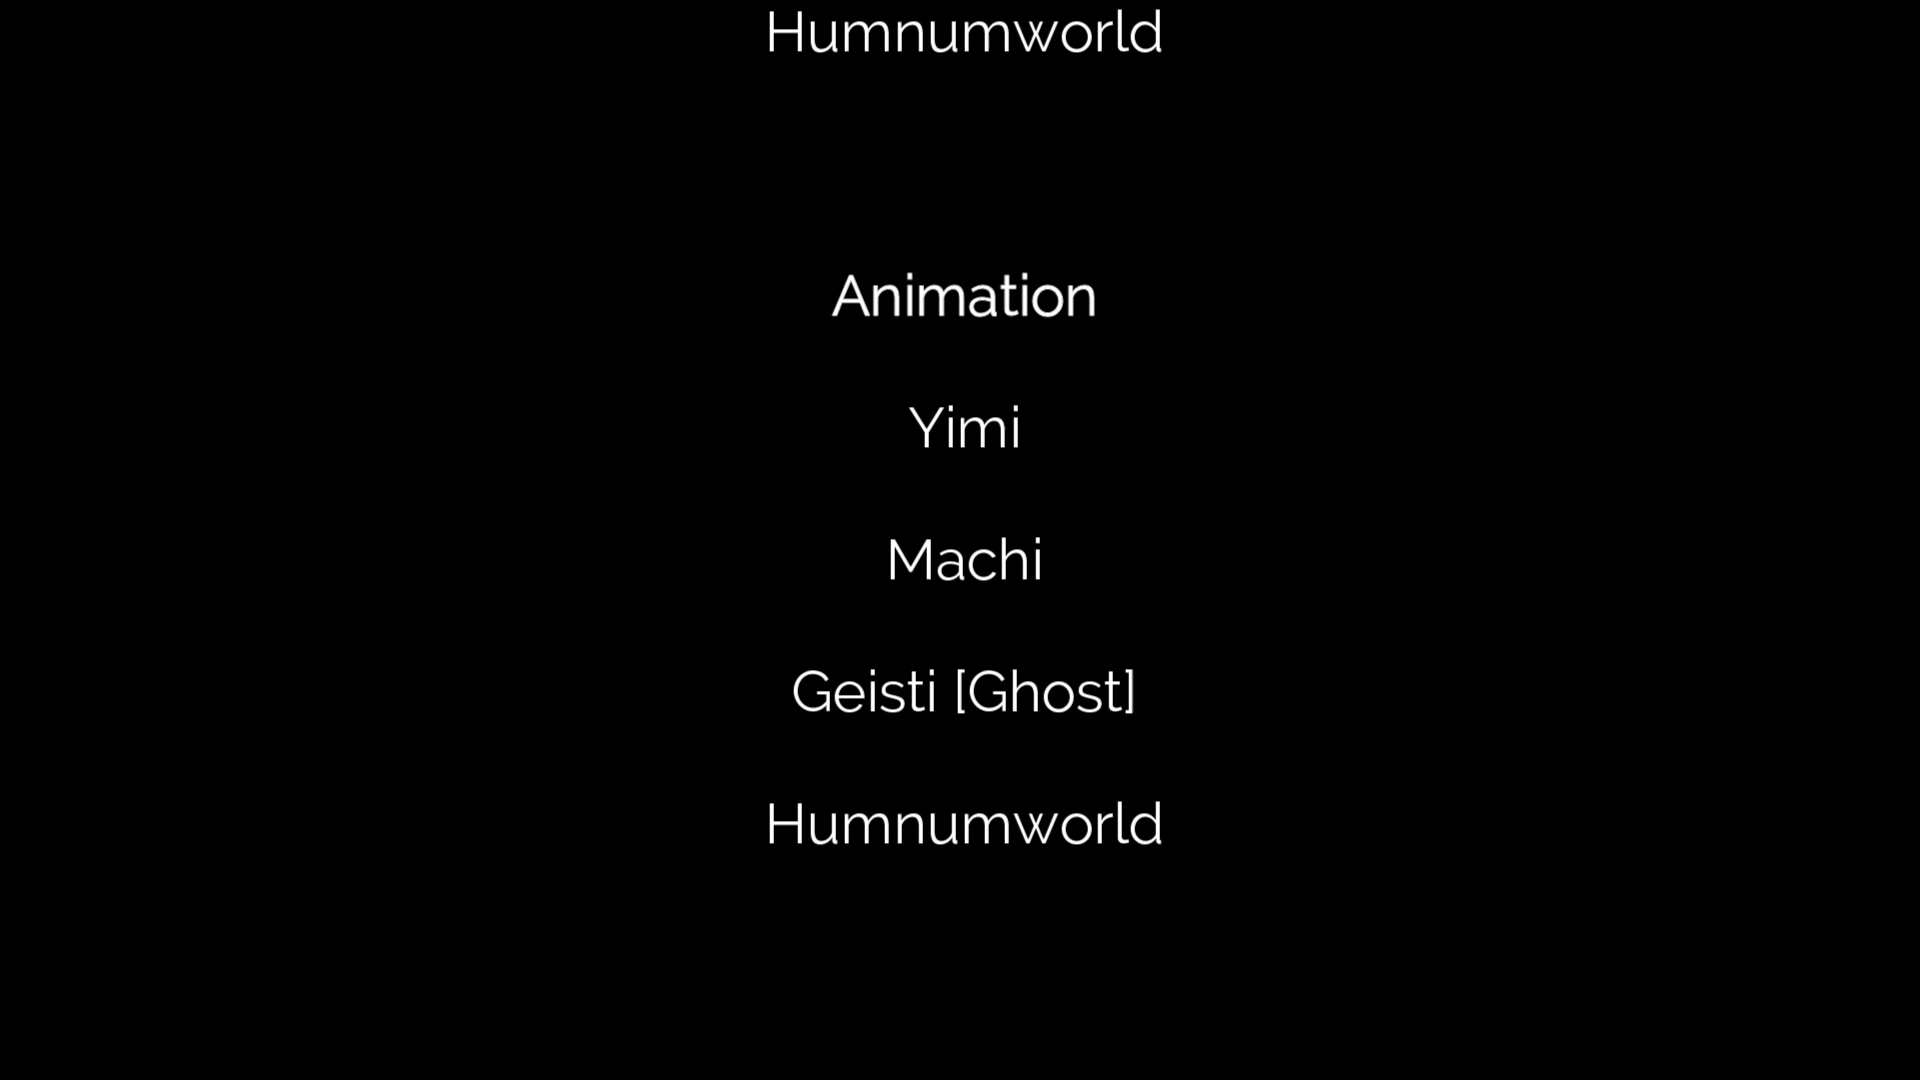 Humnumworld
Animation
Yimi
Machi
Geisti [Ghost]
Humnumworld